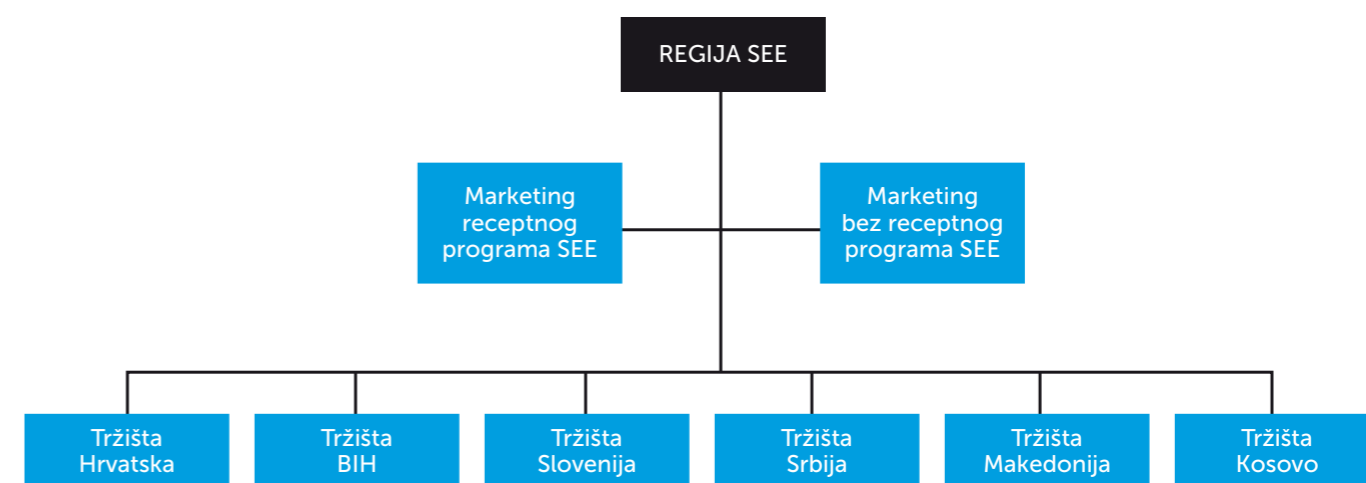 REGIJA SEE
Marketing
receptnog
programa SEE
Marketing
bez receptnog
programa SEE
Tržišta
Hrvatska
Tržišta
BIH
Tržišta
Slovenija
Tržišta
Srbija
Tržišta
Makedonija
Tržišta
Kosovo